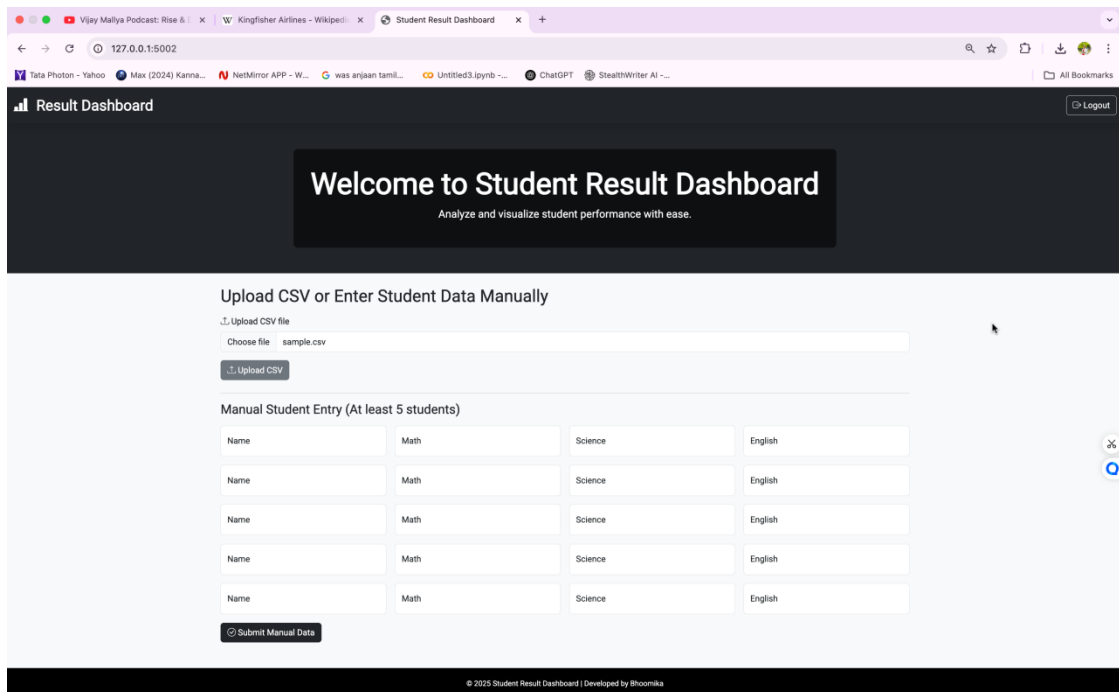 Vijay Mallya Podcast: Rise &
Kingfisher Airlines - Wikipedi
Student Result Dashboard
127.0.0.1:5002
Tata Photon - Yahoo
Max (2024) Kanna...
NetMirror APP - W...
was anjaan tamil...
Untitled3.ipynb -...
ChatGPT
StealthWriter AI -...
All Bookmarks
Result Dashboard
Logout
Welcome to Student Result Dashboard
Analyze and visualize student performance with ease.
Upload CSV or Enter Student Data Manually
Upload CSV file
Choose file sample.csv
Upload CSV
Manual Student Entry (At least 5 students)
Name Math Science English
Name Math Science English
Name Math Science English
Name Math Science English
Name Math Science English
Submit Manual Data
© 2025 Student Result Dashboard | Developed by Bhoomika